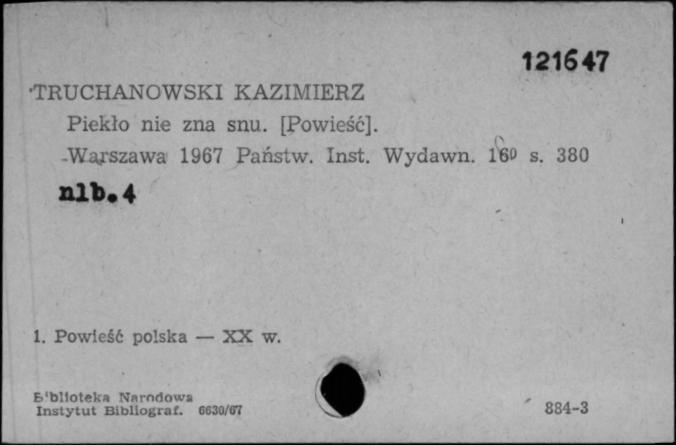 121647
TRUCHANOWSKI KAZIMIERZ
Piekło nie zna snu. [Powieść].
Warszawa 1967 Państw. Inst. Wydawn. 16⁰ s. 380
nlb.4
1. Powieść polska — XX w.
Biblioteka Narodowa
Instytut Bibliograf. 6630/67
884-3